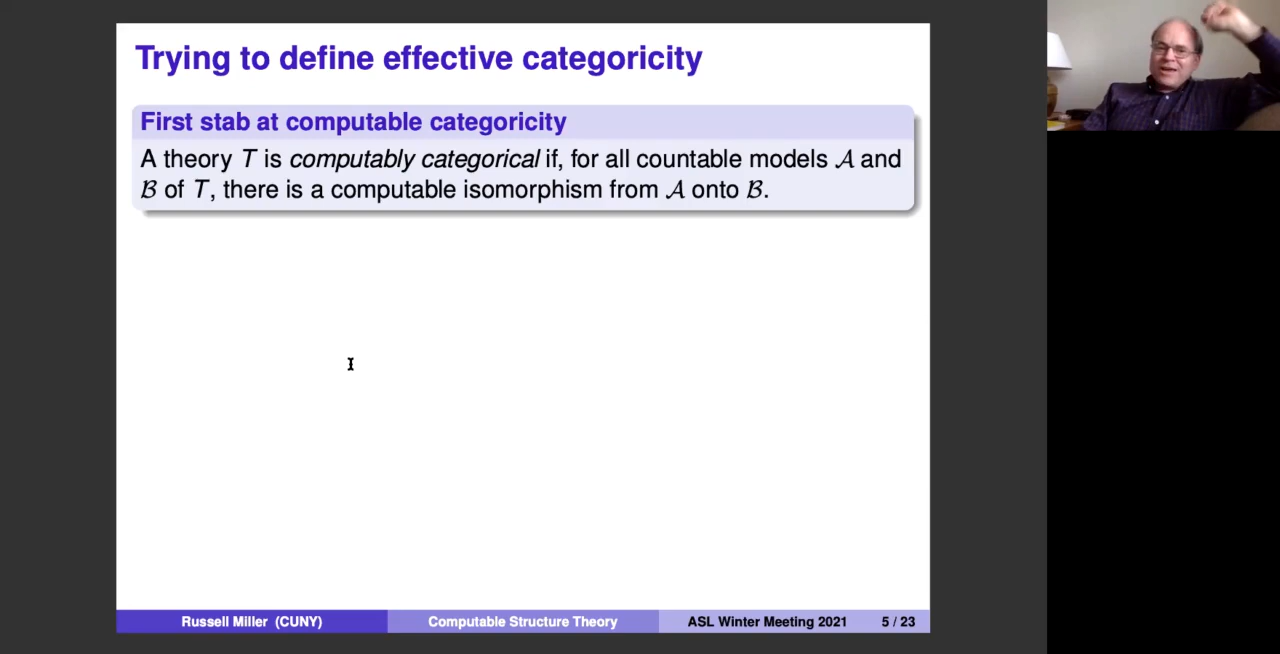 Trying to define effective categoricity
First stab at computable categoricity
A theory T is computably categorical if, for all countable models 𝒜 and
ℬ of T, there is a computable isomorphism from 𝒜 onto ℬ.
Russell Miller (CUNY) Computable Structure Theory ASL Winter Meeting 2021 5 / 23